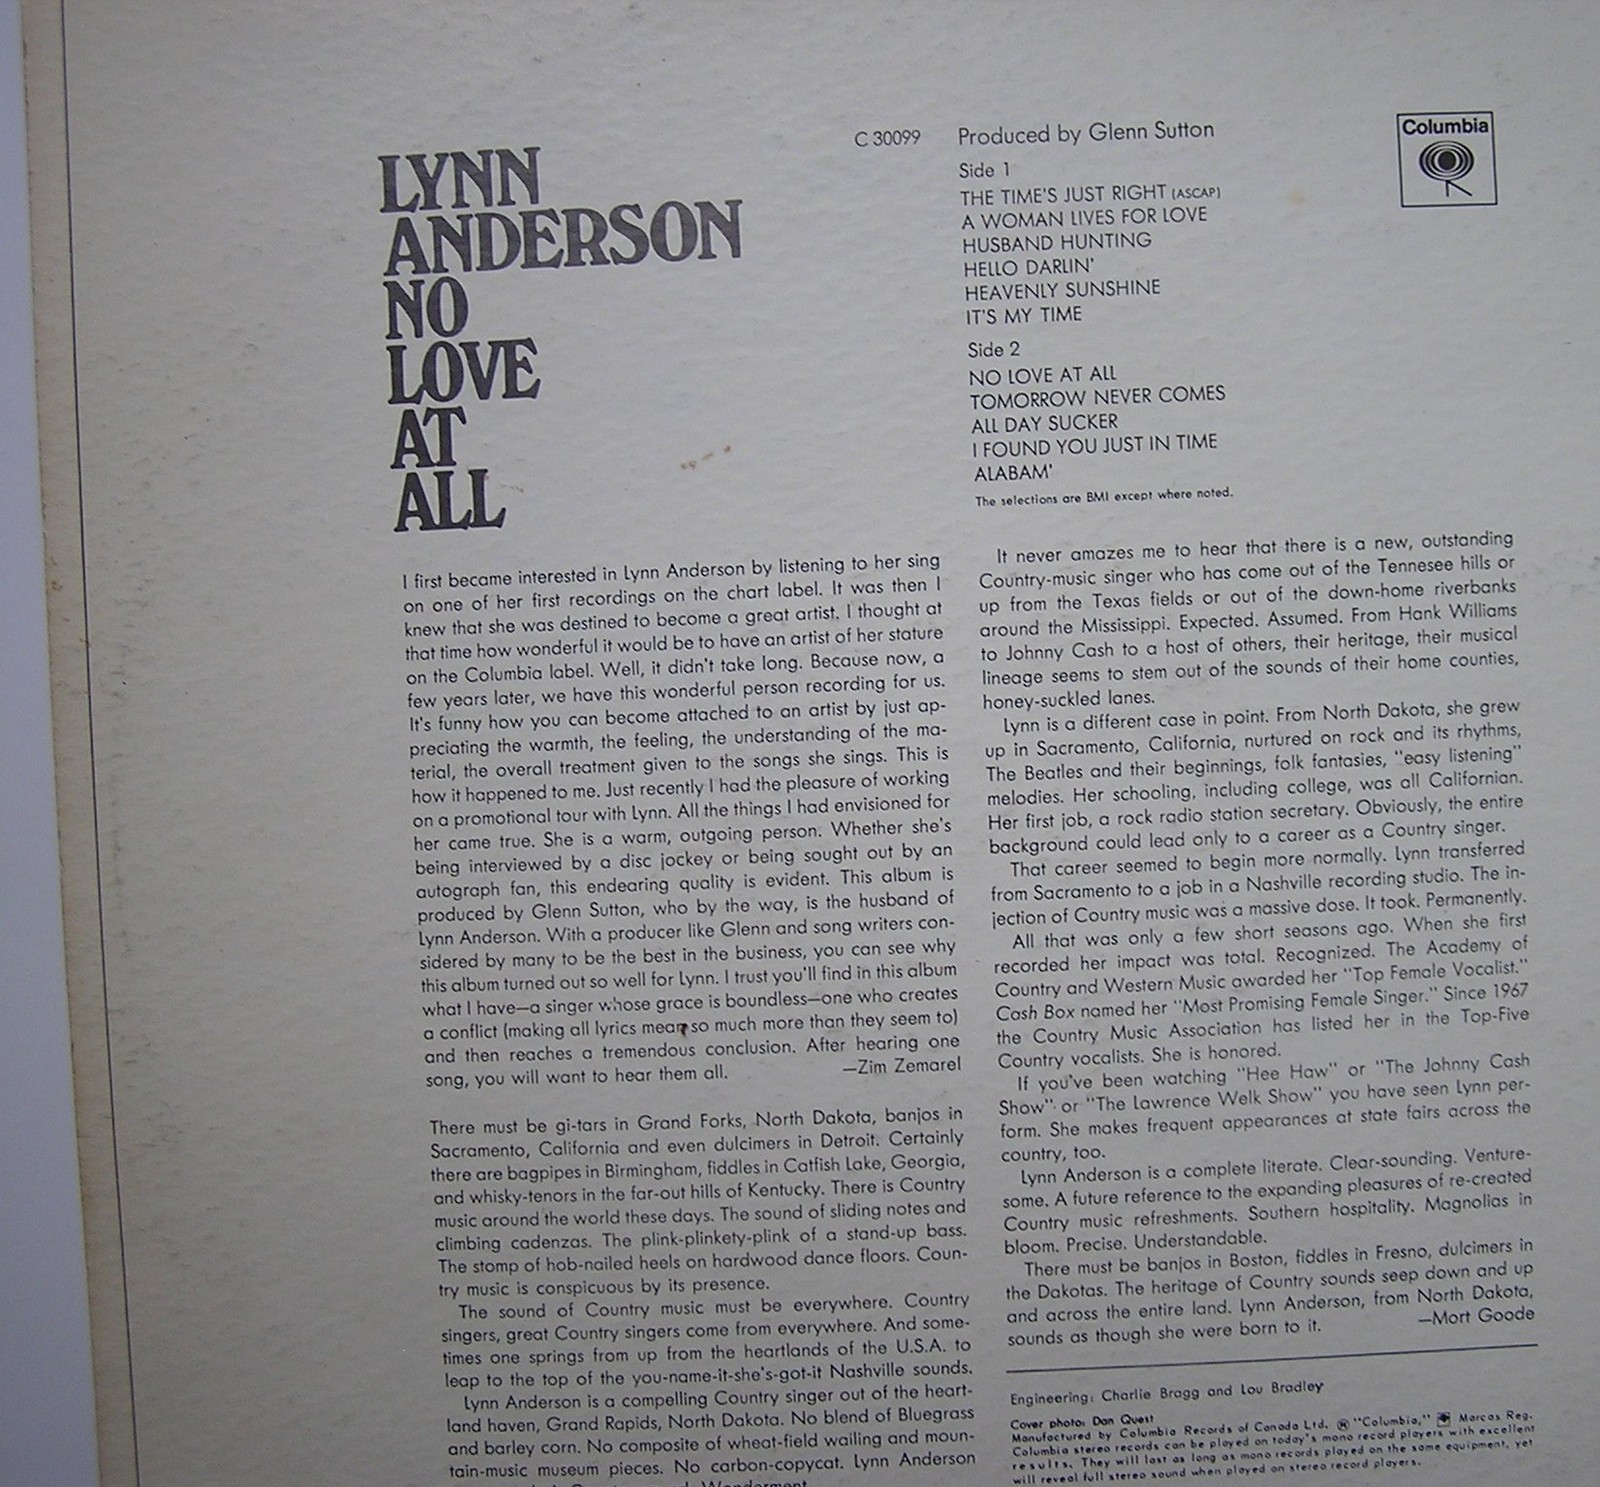 LYNN
ANDERSON
NO
LOVE
AT
ALL
C 30099
Produced by Glenn Sutton
Side 1
THE TIME'S JUST RIGHT (ASCAP)
A WOMAN LIVES FOR LOVE
HUSBAND HUNTING
HELLO DARLIN'
HEAVENLY SUNSHINE
IT'S MY TIME
Side 2
NO LOVE AT ALL
TOMORROW NEVER COMES
ALL DAY SUCKER
I FOUND YOU JUST IN TIME
ALABAM'
The selections are BMI except where noted.
Columbia
I first became interested in Lynn Anderson by listening to her sing
on one of her first recordings on the chart label. It was then I
knew that she was destined to become a great artist. I thought at
that time how wonderful it would be to have an artist of her stature
on the Columbia label. Well, it didn't take long. Because now, a
few years later, we have this wonderful person recording for us.
It's funny how you can become attached to an artist by just ap-
preciating the warmth, the feeling, the understanding of the ma-
terial, the overall treatment given to the songs she sings. This is
how it happened to me. Just recently I had the pleasure of working
on a promotional tour with Lynn. All the things I had envisioned for
her came true. She is a warm, outgoing person. Whether she's
being interviewed by a disc jockey or being sought out by an
autograph fan, this endearing quality is evident. This album is
produced by Glenn Sutton, who by the way, is the husband of
Lynn Anderson. With a producer like Glenn and song writers con-
sidered by many to be the best in the business, you can see why
this album turned out so well for Lynn. I trust you'll find in this album
what I have—a singer whose grace is boundless—one who creates
a conflict (making all lyrics mean so much more than they seem to)
and then reaches a tremendous conclusion. After hearing one
song, you will want to hear them all. —Zim Zemarel
There must be gi-tars in Grand Forks, North Dakota, banjos in
Sacramento, California and even dulcimers in Detroit. Certainly
there are bagpipes in Birmingham, fiddles in Catfish Lake, Georgia,
and whisky-tenors in the far-out hills of Kentucky. There is Country
music around the world these days. The sound of sliding notes and
climbing cadenzas. The plink-plinkety-plink of a stand-up bass.
The stomp of hob-nailed heels on hardwood dance floors. Coun-
try music is conspicuous by its presence.
The sound of Country music must be everywhere. Country
singers, great Country singers come from everywhere. And some-
times one springs from up from the heartlands of the U.S.A. to
leap to the top of the you-name-it-she's-got-it Nashville sounds.
Lynn Anderson is a compelling Country singer out of the heart-
land haven, Grand Rapids, North Dakota. No blend of Bluegrass
and barley corn. No composite of wheat-field wailing and moun-
tain-music museum pieces. No carbon-copycat. Lynn Anderson
It never amazes me to hear that there is a new, outstanding
Country-music singer who has come out of the Tennesee hills or
up from the Texas fields or out of the down-home riverbanks
around the Mississippi. Expected. Assumed. From Hank Williams
to Johnny Cash to a host of others, their heritage, their musical
lineage seems to stem out of the sounds of their home counties,
honey-suckled lanes.
Lynn is a different case in point. From North Dakota, she grew
up in Sacramento, California, nurtured on rock and its rhythms,
The Beatles and their beginnings, folk fantasies, "easy listening"
melodies. Her schooling, including college, was all Californian.
Her first job, a rock radio station secretary. Obviously, the entire
background could lead only to a career as a Country singer.
That career seemed to begin more normally. Lynn transferred
from Sacramento to a job in a Nashville recording studio. The in-
jection of Country music was a massive dose. It took. Permanently.
All that was only a few short seasons ago. When she first
recorded her impact was total. Recognized. The Academy of
Country and Western Music awarded her "Top Female Vocalist."
Cash Box named her "Most Promising Female Singer." Since 1967
the Country Music Association has listed her in the Top-Five
Country vocalists. She is honored.
If you've been watching "Hee Haw" or "The Johnny Cash
Show" or "The Lawrence Welk Show" you have seen Lynn per-
form. She makes frequent appearances at state fairs across the
country, too.
Lynn Anderson is a complete literate. Clear-sounding. Venture-
some. A future reference to the expanding pleasures of re-created
Country music refreshments. Southern hospitality. Magnolias in
bloom. Precise. Understandable.
There must be banjos in Boston, fiddles in Fresno, dulcimers in
the Dakotas. The heritage of Country sounds seep down and up
and across the entire land. Lynn Anderson, from North Dakota,
sounds as though she were born to it. —Mort Goode
Engineering: Charlie Bragg and Lou Bradley
Cover photo: Dan Quest
Manufactured by Columbia Records of Canada Ltd. ® "Columbia," Marcas Reg.
Columbia stereo records can be played on today's mono record players with excellent
results. They will last as long as mono records played on the same equipment, yet
will reveal full stereo sound when played on stereo record players.